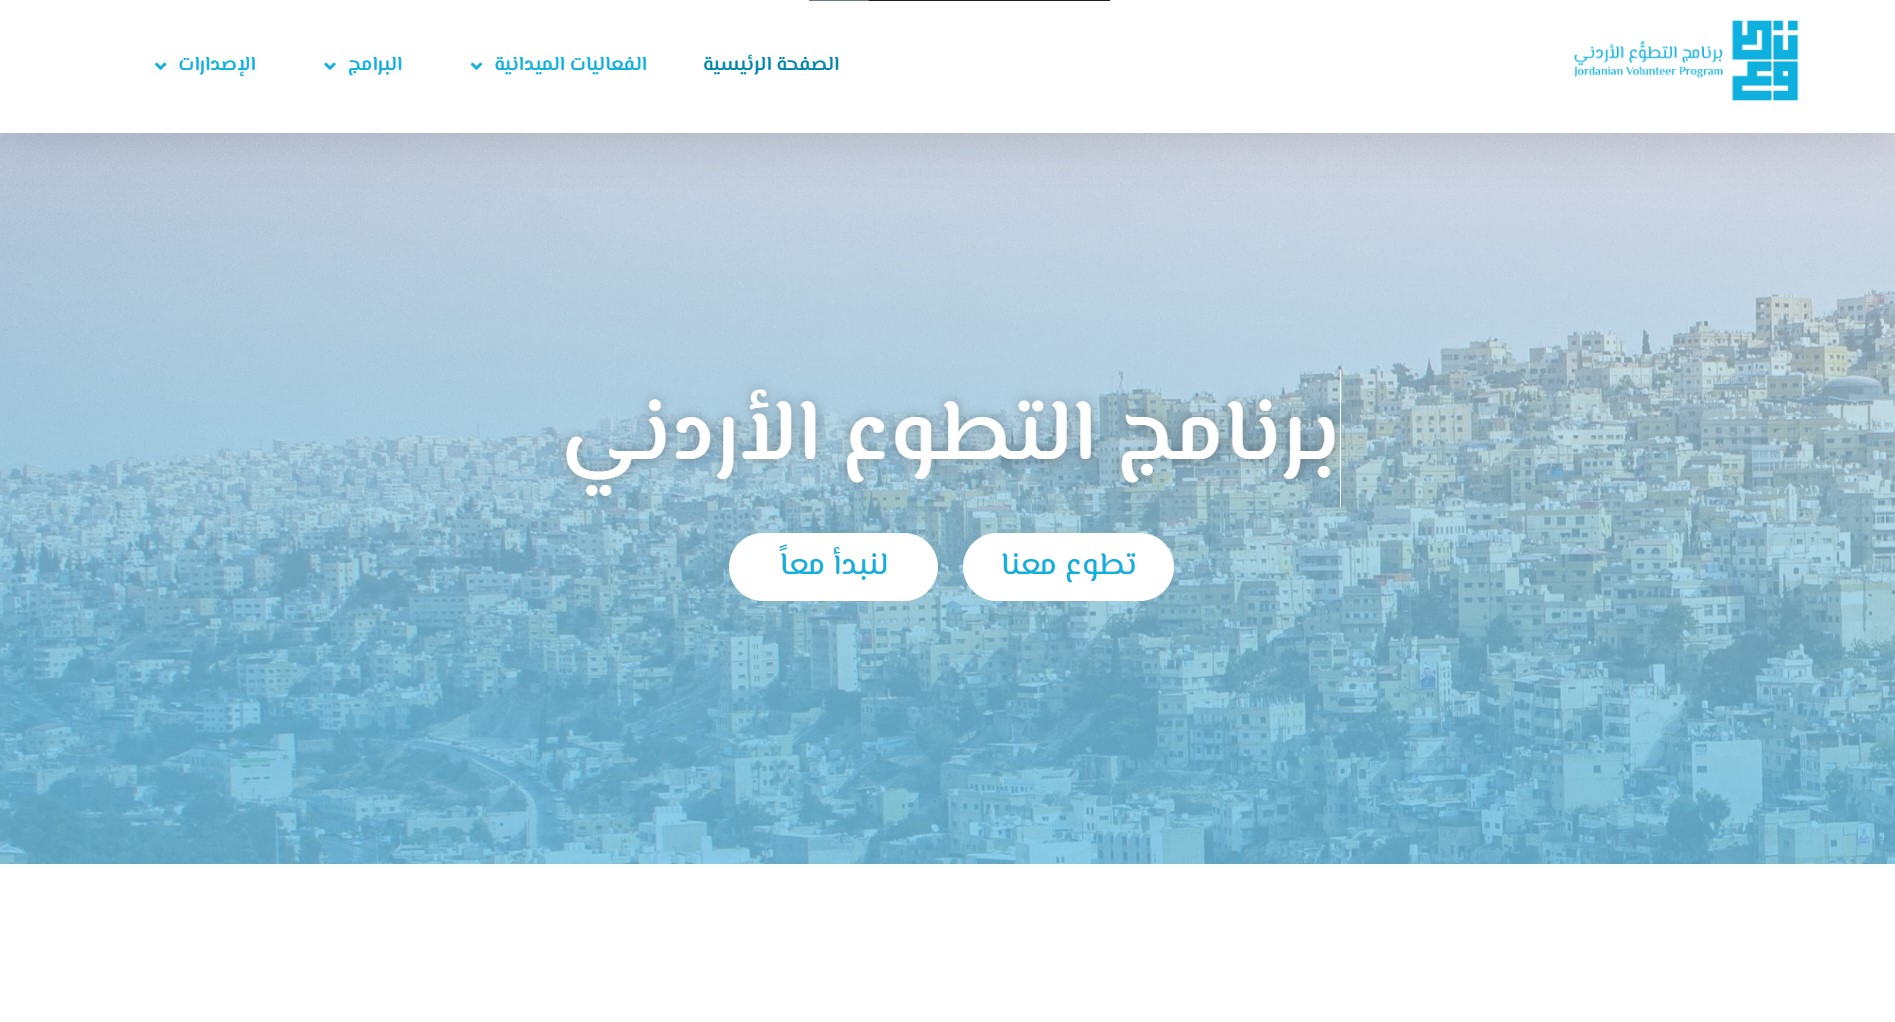 برنامج التطوُّع الأردني
Jordanian Volunteer Program
الصفحة الرئيسية
الفعاليات الميدانية
البرامج
الإصدارات
برنامج التطوع الأردني
تطوع معنا
لنبدأ معاً